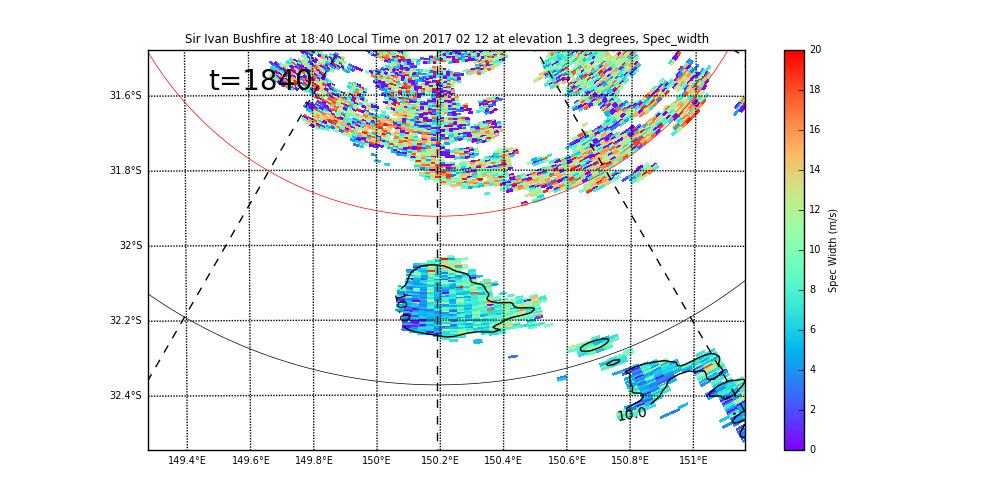 Sir Ivan Bushfire at 18:40 Local Time on 2017 02 12 at elevation 1.3 degrees, Spec_width
t=1840
31.6°S
31.8°S
32°S
32.2°S
32.4°S
10.0
149.4°E 149.6°E 149.8°E 150°E 150.2°E 150.4°E 150.6°E 150.8°E 151°E
20
18
16
14
12
10
8
6
4
2
0
Spec Width (m/s)